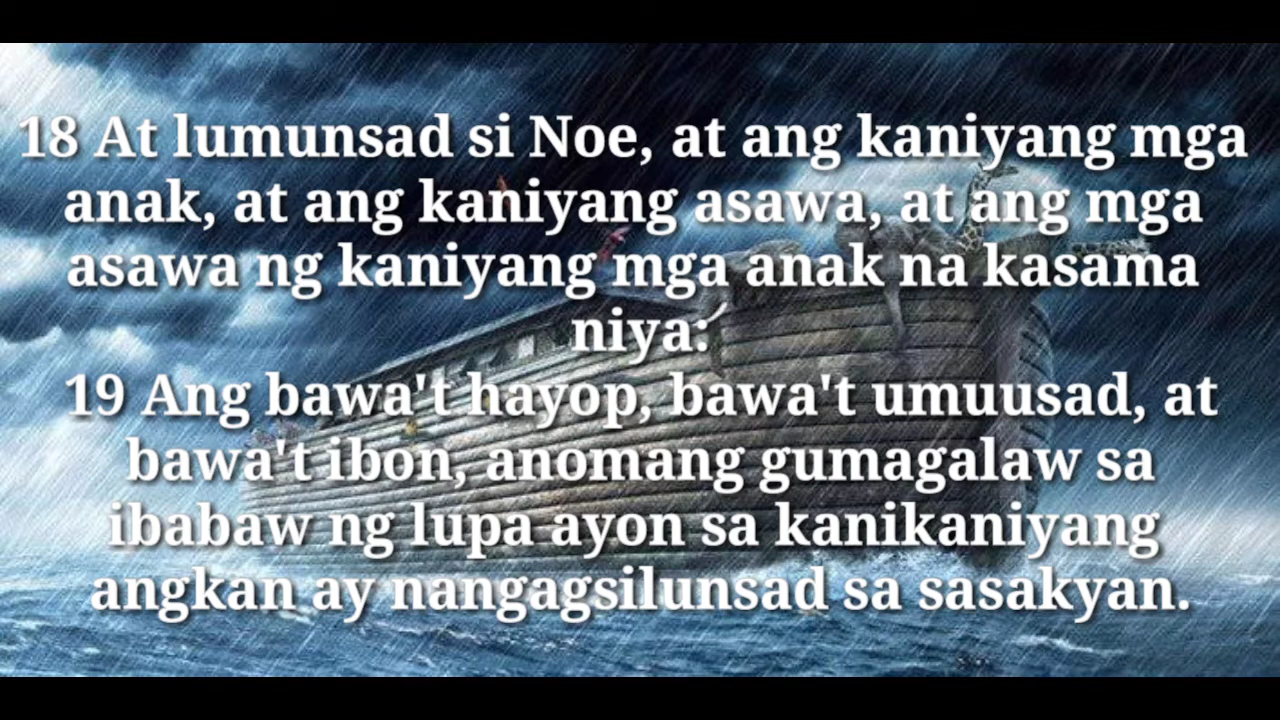 18 At lumunsad si Noe, at ang kaniyang mga
anak, at ang kaniyang asawa, at ang mga
asawa ng kaniyang mga anak na kasama
niya:
19 Ang bawa't hayop, bawa't umuusad, at
bawa't ibon, anomang gumagalaw sa
ibabaw ng lupa ayon sa kanikaniyang
angkan ay nangagsilunsad sa sasakyan.